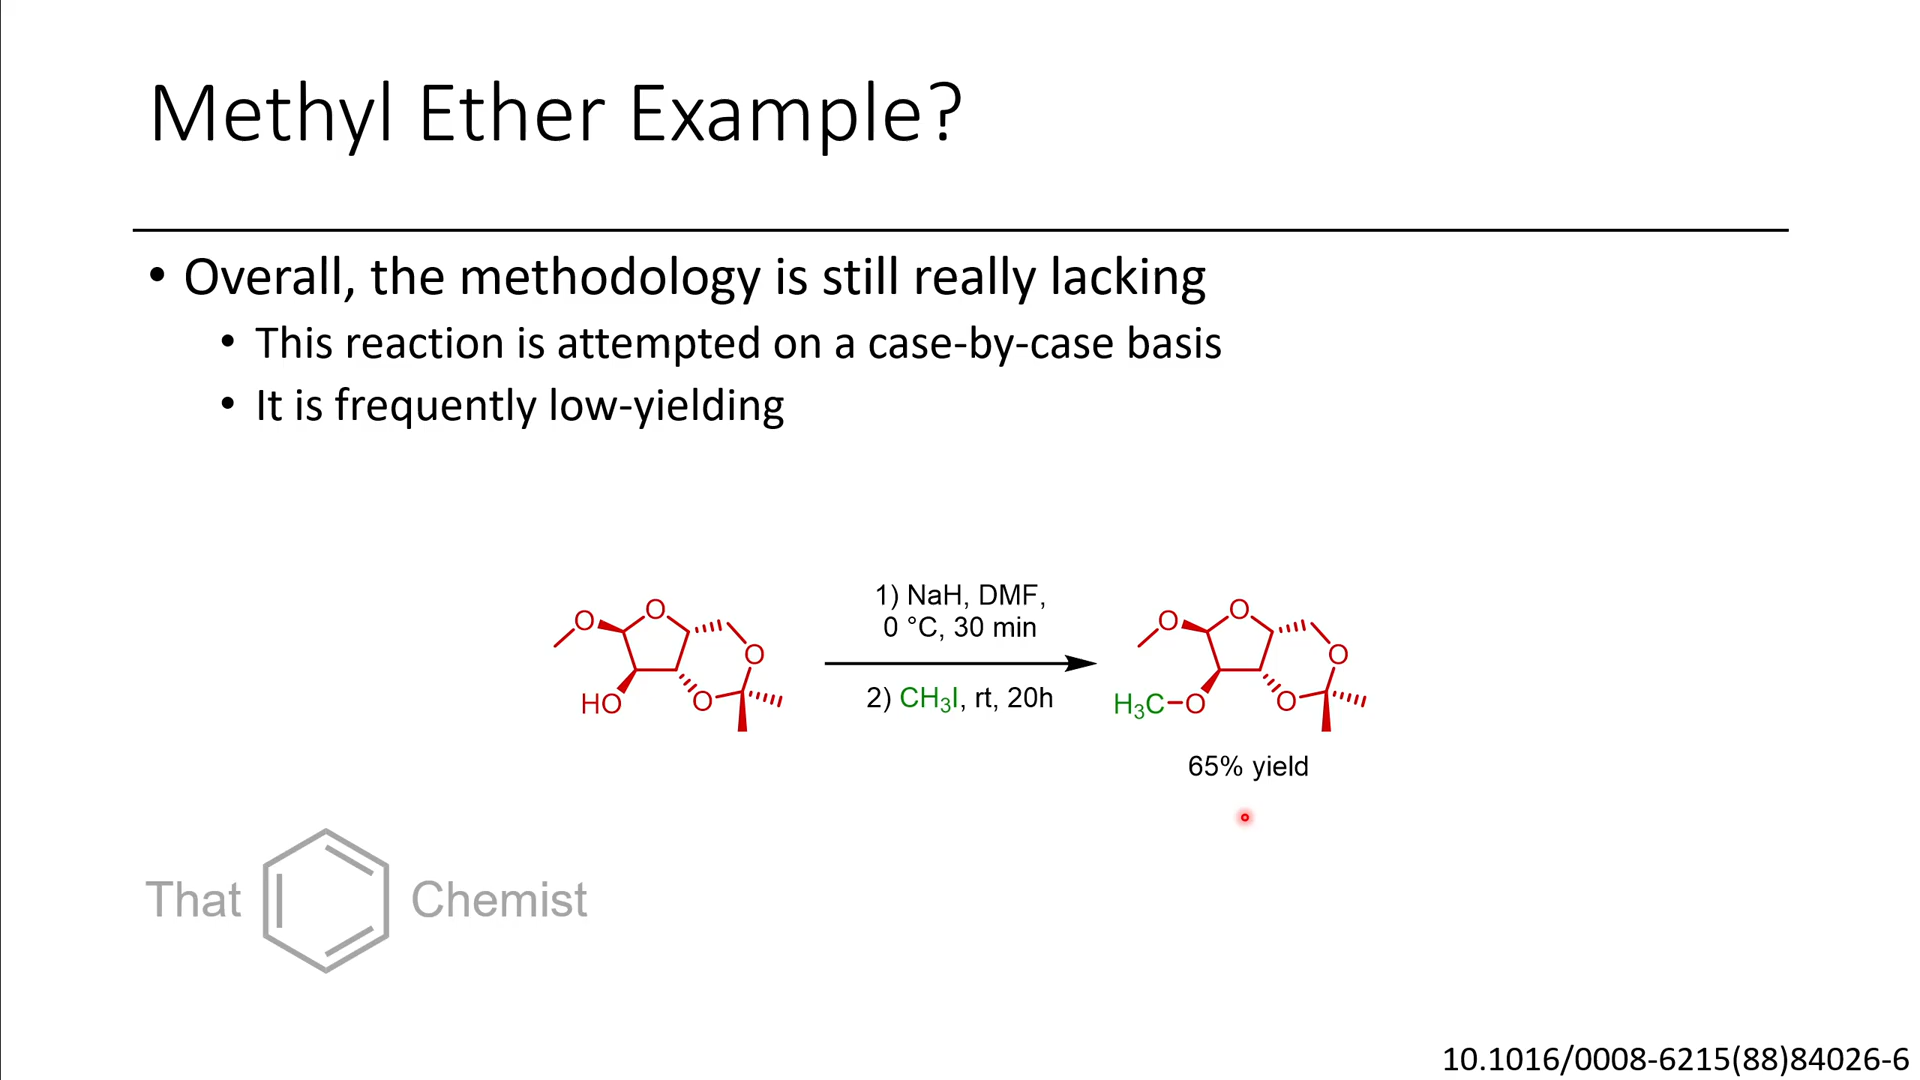 Methyl Ether Example?
• Overall, the methodology is still really lacking
• This reaction is attempted on a case-by-case basis
• It is frequently low-yielding
1) NaH, DMF,
0 °C, 30 min
2) CH₃I, rt, 20h
O O O O HO
O O O O H₃C-O
65% yield
That Chemist
10.1016/0008-6215(88)84026-6